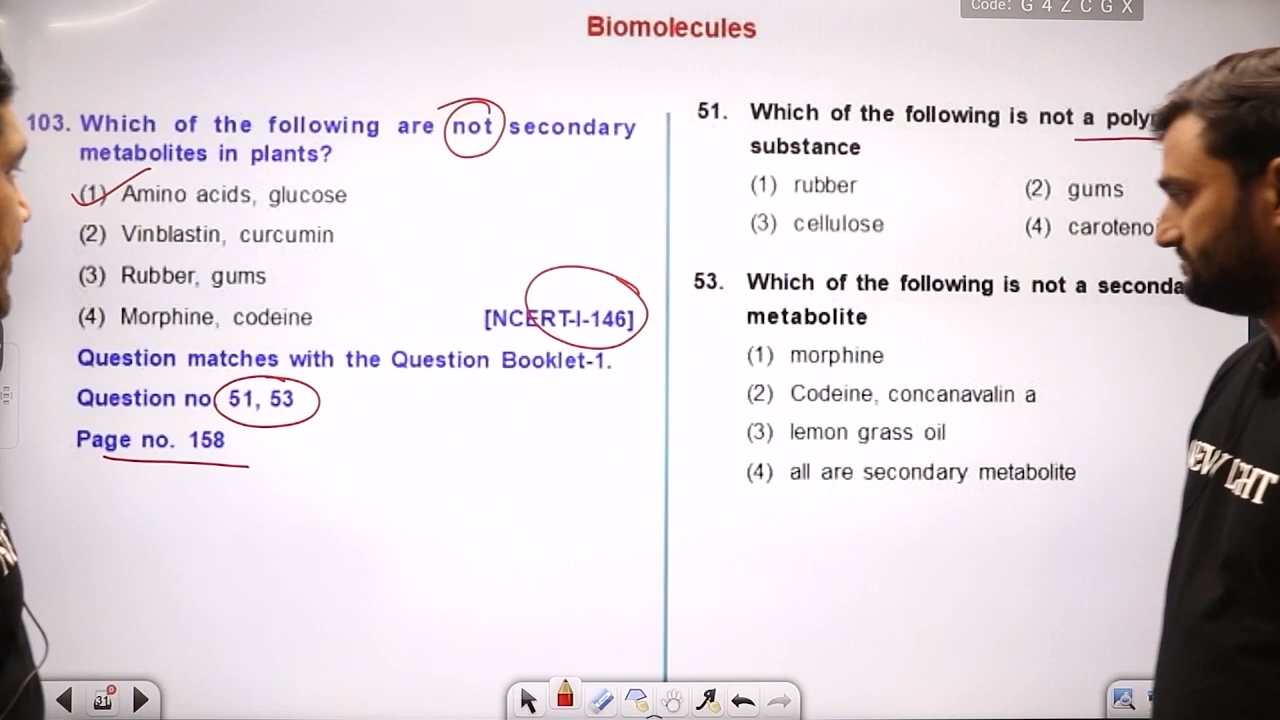 Code: G 4 Z C G X
Biomolecules
103. Which of the following are not secondary
metabolites in plants?
(1) Amino acids, glucose
(2) Vinblastin, curcumin
(3) Rubber, gums
(4) Morphine, codeine [NCERT-I-146]
Question matches with the Question Booklet-1.
Question no 51, 53
Page no. 158
51. Which of the following is not a
substance
(1) rubber (2) gums
(3) cellulose (4)
53. Which of the following is not a
metabolite
(1) morphine
(2) Codeine, concanavalin a
(3) lemon grass oil
(4) all are secondary metabolite
31